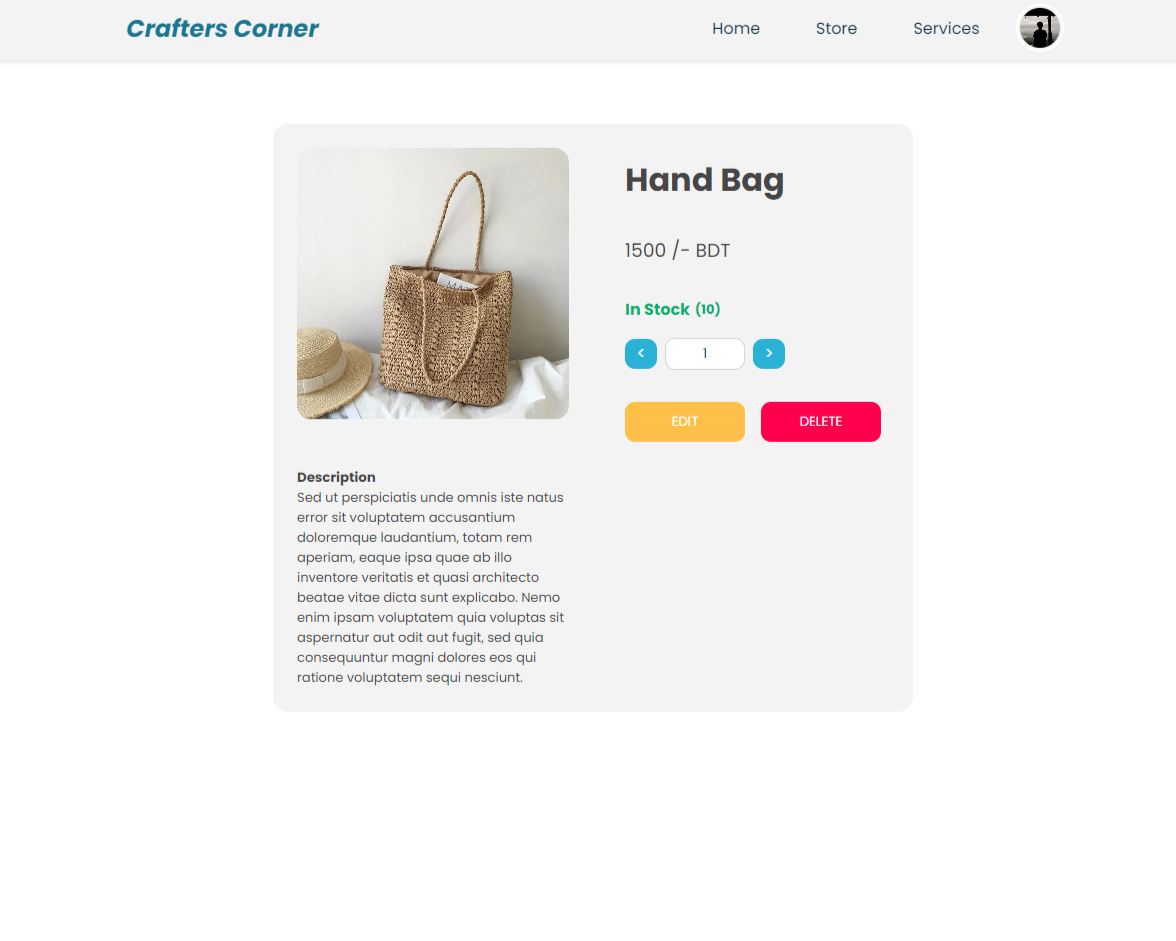 Crafters Corner
Home Store Services
Hand Bag
1500 /- BDT
In Stock (10)
< 1 >
EDIT DELETE
Description
Sed ut perspiciatis unde omnis iste natus
error sit voluptatem accusantium
doloremque laudantium, totam rem
aperiam, eaque ipsa quae ab illo
inventore veritatis et quasi architecto
beatae vitae dicta sunt explicabo. Nemo
enim ipsam voluptatem quia voluptas sit
aspernatur aut odit aut fugit, sed quia
consequuntur magni dolores eos qui
ratione voluptatem sequi nesciunt.